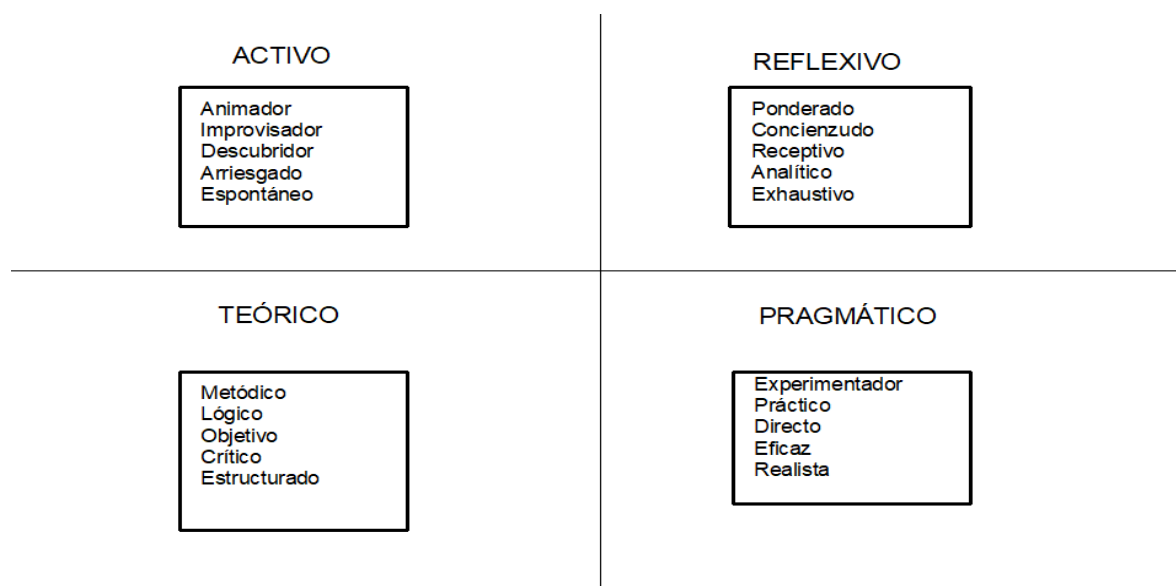 ACTIVO
Animador
Improvisador
Descubridor
Arriesgado
Espontáneo
REFLEXIVO
Ponderado
Concienzudo
Receptivo
Analítico
Exhaustivo
TEÓRICO
Metódico
Lógico
Objetivo
Crítico
Estructurado
PRAGMÁTICO
Experimentador
Práctico
Directo
Eficaz
Realista